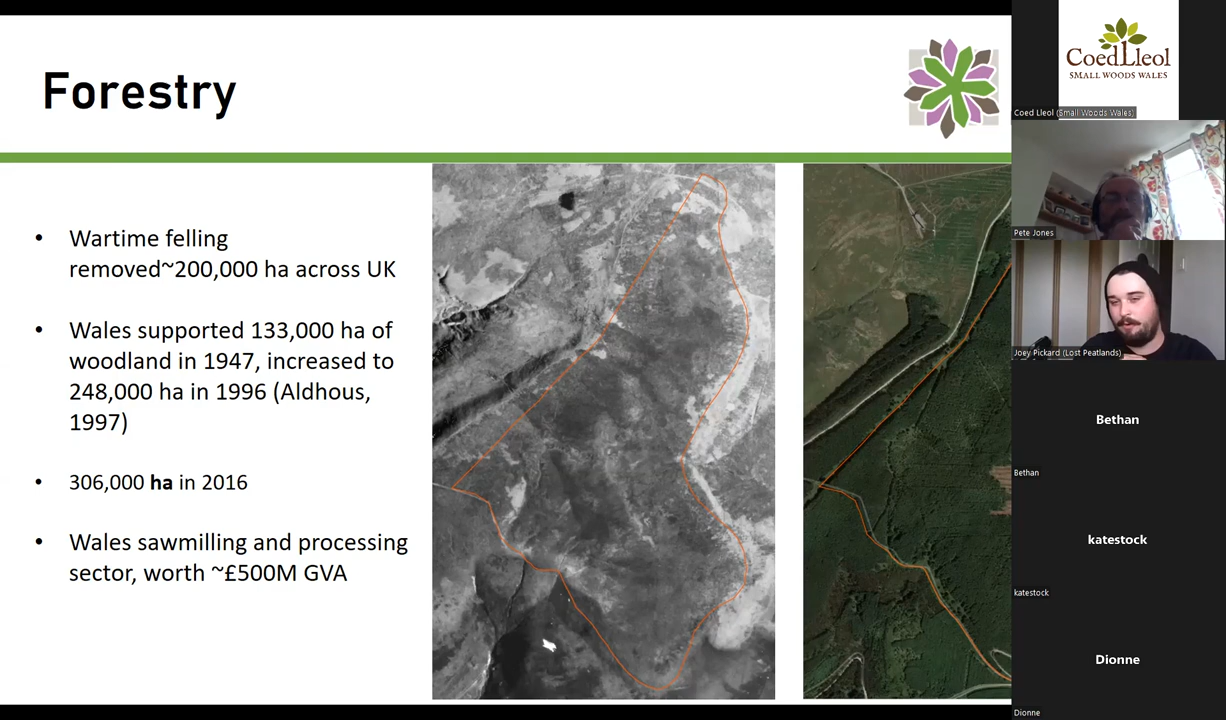 Forestry
• Wartime felling
removed~200,000 ha across UK
• Wales supported 133,000 ha of
woodland in 1947, increased to
248,000 ha in 1996 (Aldhous,
1997)
• 306,000 ha in 2016
• Wales sawmilling and processing
sector, worth ~£500M GVA
CoedLleol
SMALL WOODS WALES
Coed Lleol (Small Woods Wales)
Pete Jones
Joey Pickard (Lost Peatlands)
Bethan
Bethan
katestock
katestock
Dionne
Dionne